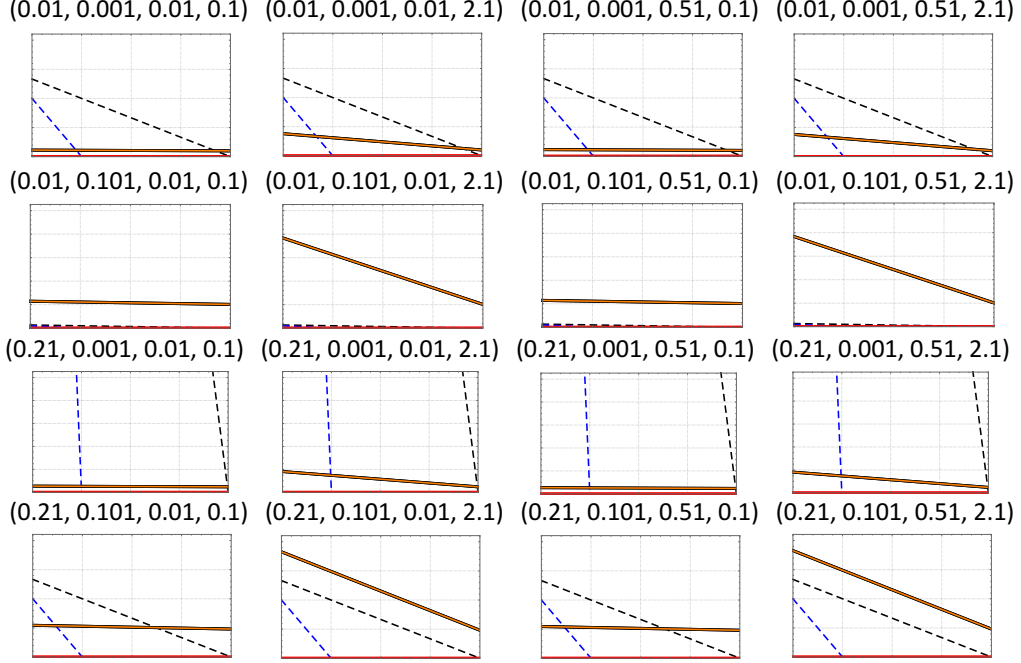 (0.01, 0.001, 0.01, 0.1) (0.01, 0.001, 0.01, 2.1) (0.01, 0.001, 0.51, 0.1) (0.01, 0.001, 0.51, 2.1)
(0.01, 0.101, 0.01, 0.1) (0.01, 0.101, 0.01, 2.1) (0.01, 0.101, 0.51, 0.1) (0.01, 0.101, 0.51, 2.1)
(0.21, 0.001, 0.01, 0.1) (0.21, 0.001, 0.01, 2.1) (0.21, 0.001, 0.51, 0.1) (0.21, 0.001, 0.51, 2.1)
(0.21, 0.101, 0.01, 0.1) (0.21, 0.101, 0.01, 2.1) (0.21, 0.101, 0.51, 0.1) (0.21, 0.101, 0.51, 2.1)